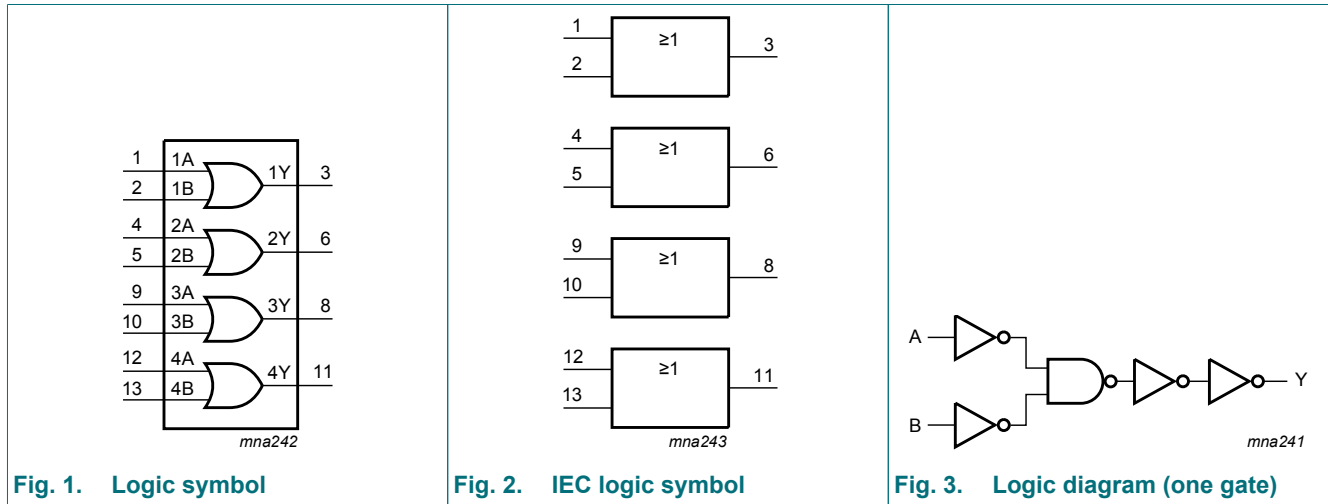 1 1A 1Y 3
2 1B
4 2A 2Y 6
5 2B
9 3A 3Y 8
10 3B
12 4A 4Y 11
13 4B
mna242
Fig. 1. Logic symbol
1 ≥1 3
2
4 ≥1 6
5
9 ≥1 8
10
12 ≥1 11
13
mna243
Fig. 2. IEC logic symbol
A
Y
B
mna241
Fig. 3. Logic diagram (one gate)